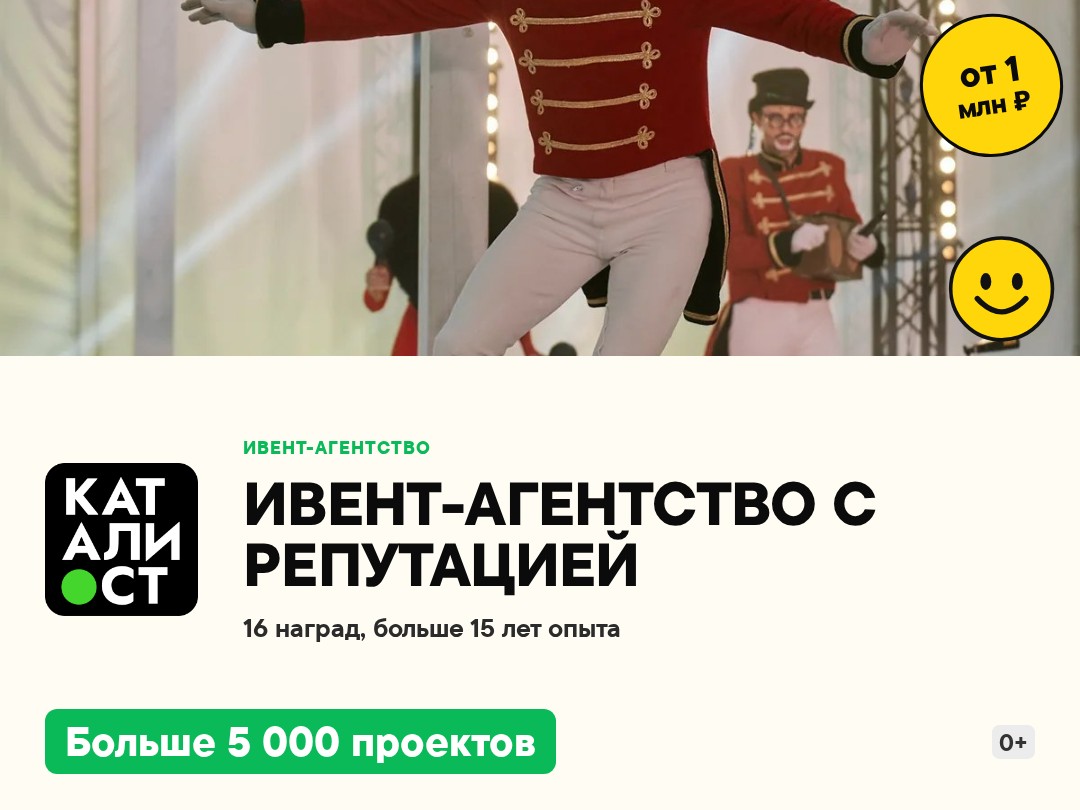 от 1
млн ₽
ИВЕНТ-АГЕНТСТВО
КАТ
АЛИ
СТ
ИВЕНТ-АГЕНТСТВО С
РЕПУТАЦИЕЙ
16 наград, больше 15 лет опыта
Больше 5 000 проектов
0+